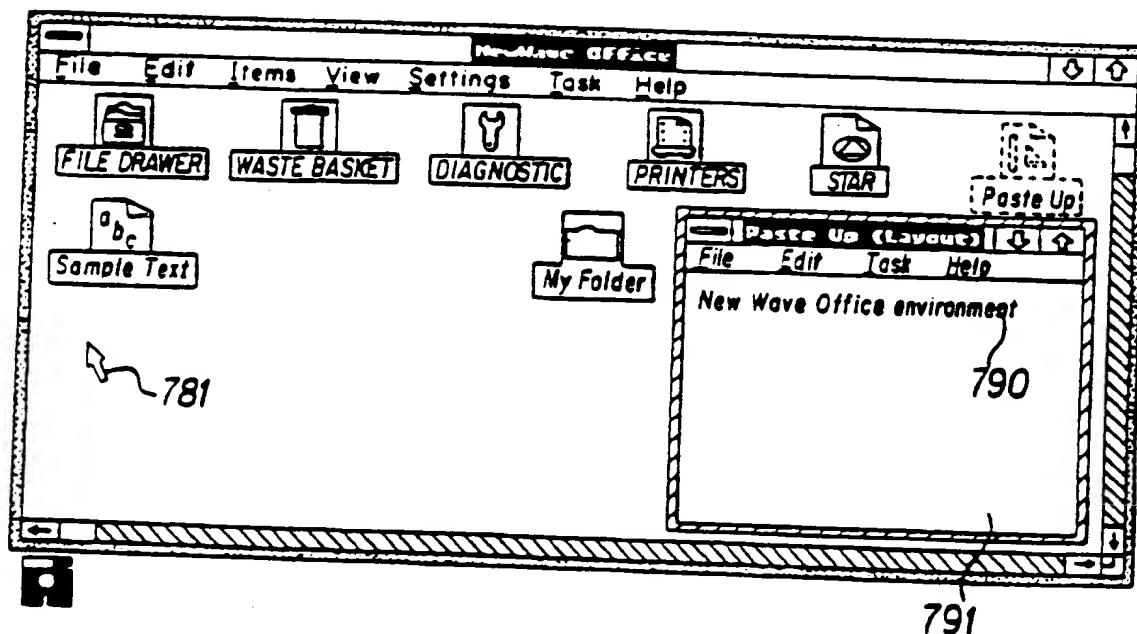 NewWave Office
File Edit Items View Settings Task Help
FILE DRAWER WASTE BASKET DIAGNOSTIC PRINTERS STAR Paste Up
abc
Sample Text My Folder
Paste Up (Layout)
File Edit Task Help
New Wave Office environment
790
781
791